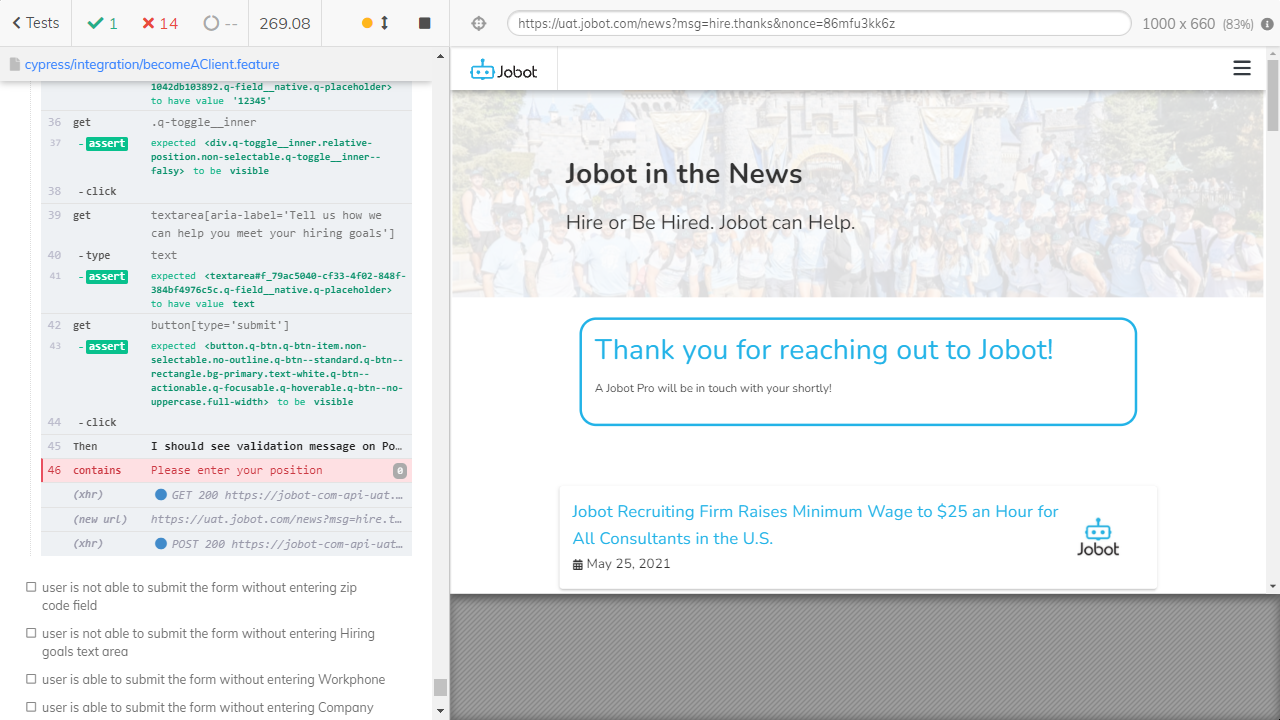 Tests 1 14 -- 269.08 https://uat.jobot.com/news?msg=hire.thanks&nonce=86mfu3kk6z 1000 x 660 (83%)
cypress/integration/becomeAClient.feature
1042db103892.q-field__native.q-placeholder>
to have value '12345'
36 get .q-toggle__inner
37 -assert expected <div.q-toggle__inner.relative-
position.non-selectable.q-toggle__inner--
falsy> to be visible
38 -click
39 get textarea[aria-label='Tell us how we
can help you meet your hiring goals']
40 -type text
41 -assert expected <textarea#f_79ac5040-cf33-4f02-848f-
384bf4976c5c.q-field__native.q-placeholder>
to have value text
42 get button[type='submit']
43 -assert expected <button.q-btn.q-btn-item.non-
selectable.no-outline.q-btn--standard.q-btn--
rectangle.bg-primary.text-white.q-btn--
actionable.q-focusable.q-hoverable.q-btn--no-
uppercase.full-width> to be visible
44 -click
45 Then I should see validation message on Po…
46 contains Please enter your position 0
(xhr) GET 200 https://jobot-com-api-uat.…
(new url) https://uat.jobot.com/news?msg=hire.t…
(xhr) POST 200 https://jobot-com-api-uat…
user is not able to submit the form without entering zip
code field
user is not able to submit the form without entering Hiring
goals text area
user is able to submit the form without entering Workphone
user is able to submit the form without entering Company
Jobot
Jobot in the News
Hire or Be Hired. Jobot can Help.
Thank you for reaching out to Jobot!
A Jobot Pro will be in touch with your shortly!
Jobot Recruiting Firm Raises Minimum Wage to $25 an Hour for
All Consultants in the U.S.
May 25, 2021
Jobot